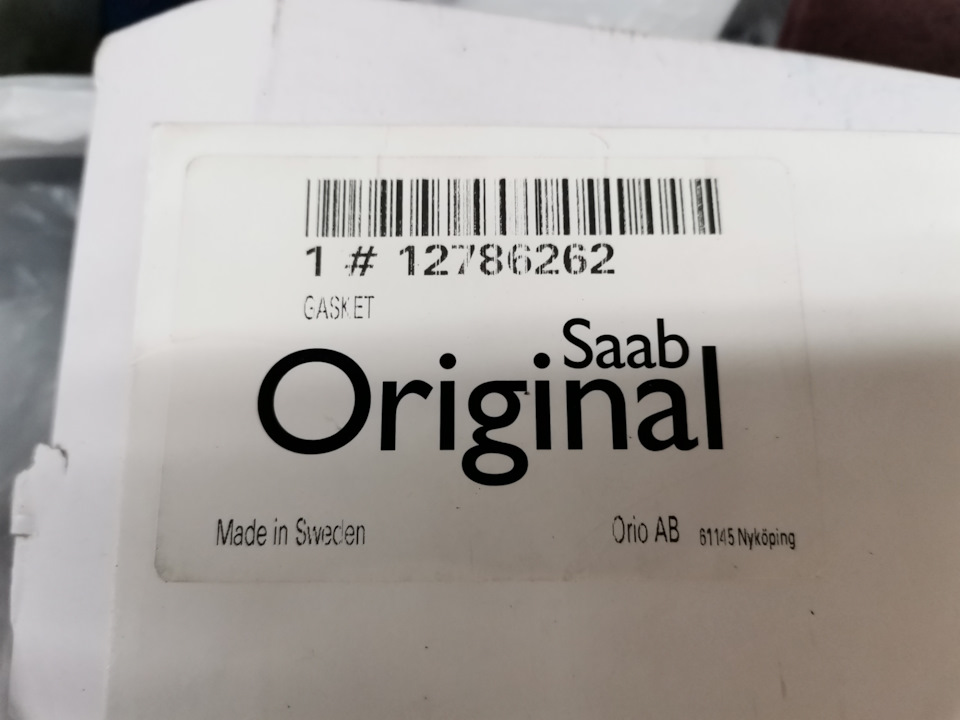 1 # 12786262
GASKET
Saab
Original
Made in Sweden
Orio AB 61145 Nyköping